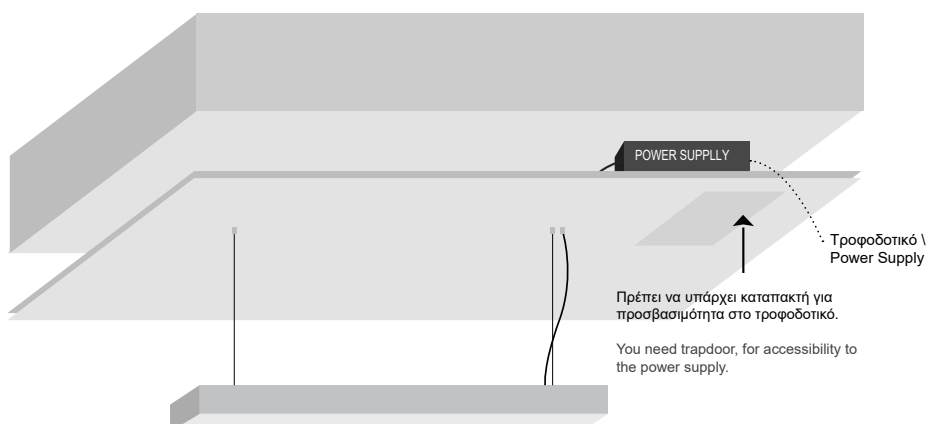 POWER SUPPLLY
Τροφοδοτικό \
Power Supply
Πρέπει να υπάρχει καταπακτή για
προσβασιμότητα στο τροφοδοτικό.
You need trapdoor, for accessibility to
the power supply.